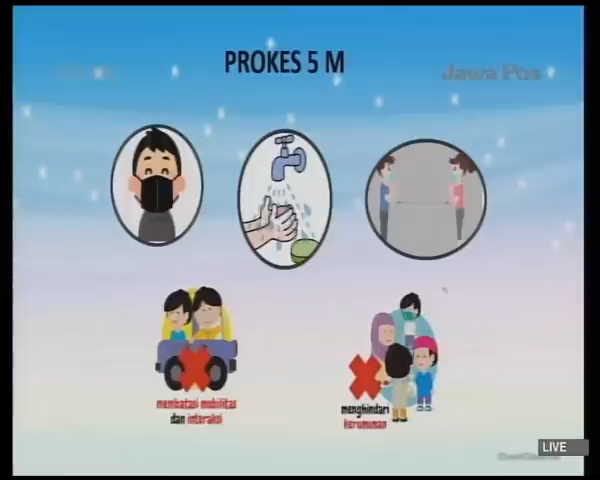 PROKES 5 M
Jawa Pos
membatasi mobilitas
dan interaksi
menghindari
kerumunan
LIVE